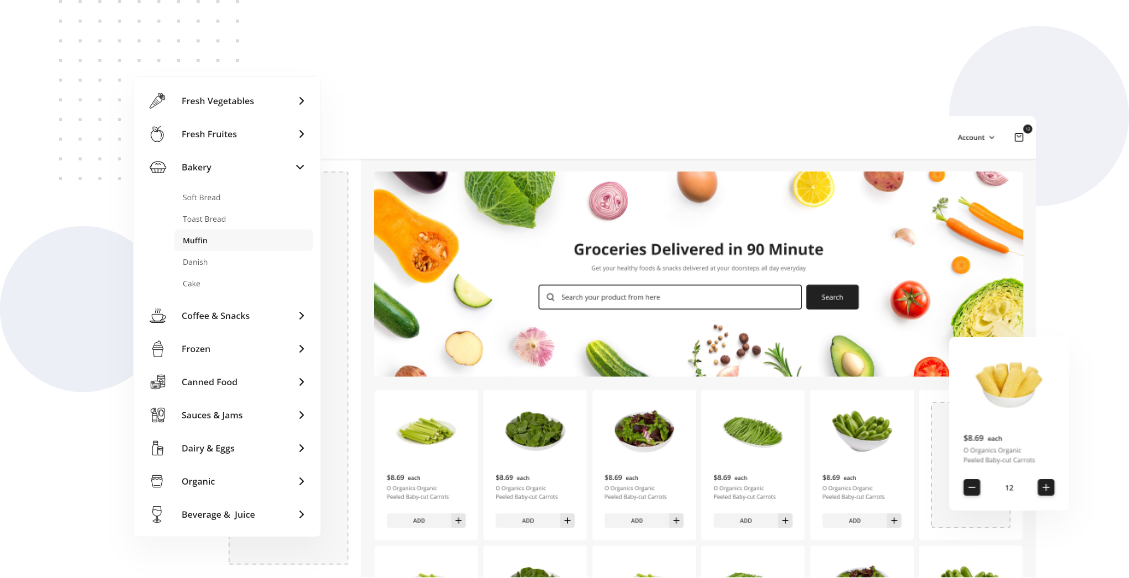 Fresh Vegetables
Fresh Fruites
Bakery
Soft Bread
Toast Bread
Muffin
Danish
Cake
Coffee & Snacks
Frozen
Canned Food
Sauces & Jams
Dairy & Eggs
Organic
Beverage & Juice
Account
Groceries Delivered in 90 Minute
Get your healthy foods & snacks delivered at your doorsteps all day everyday
Search your product from here
Search
$8.69 each
O Organics Organic
Peeled Baby-cut Carrots
ADD +
$8.69 each
O Organics Organic
Peeled Baby-cut Carrots
ADD +
$8.69 each
O Organics Organic
Peeled Baby-cut Carrots
ADD +
$8.69 each
O Organics Organic
Peeled Baby-cut Carrots
ADD +
$8.69 each
O Organics Organic
Peeled Baby-cut Carrots
ADD +
$8.69 each
O Organics Organic
Peeled Baby-cut Carrots
− 12 +